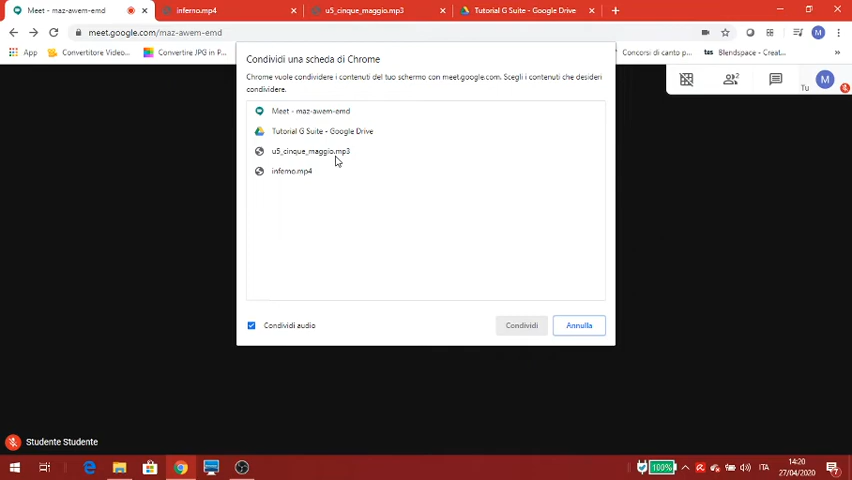 Meet - maz-awem-emd
inferno.mp4
u5_cinque_maggio.mp3
Tutorial G Suite - Google Drive
meet.google.com/maz-awem-emd
M
App
Convertitore Video...
Convertire JPG in P...
Concorsi di canto p...
tes
Blendspace - Creat...
»
Condividi una scheda di Chrome
Chrome vuole condividere i contenuti del tuo schermo con meet.google.com. Scegli i contenuti che desideri
condividere.
Meet - maz-awem-emd
Tutorial G Suite - Google Drive
u5_cinque_maggio.mp3
inferno.mp4
Condividi audio
Condividi
Annulla
2
Tu
M
Studente Studente
100%
ITA
14:20
27/04/2020